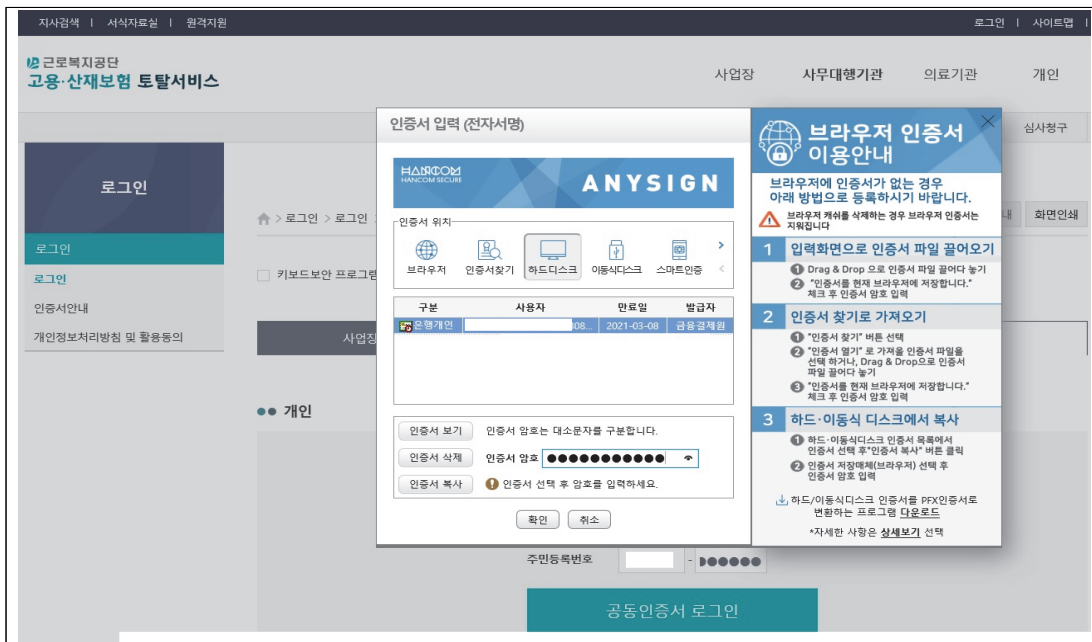 지사검색 | 서식자료실 | 원격지원
로그인 | 사이트맵 |
근로복지공단
고용·산재보험 토탈서비스
사업장 사무대행기관 의료기관 개인
심사청구
로그인
> 로그인 > 로그인
내 화면인쇄
로그인
로그인
인증서안내
개인정보처리방침 및 활용동의
키보드보안 프로그램
사업장
개인
인증서 입력 (전자서명)
HANCOM
HANCOM SECURE
ANYSIGN
인증서 위치
브라우저 인증서찾기 하드디스크 이동식디스크 스마트인증
구분 사용자 만료일 발급자
은행개인 08... 2021-03-08 금융결제원
인증서 보기 인증서 암호는 대소문자를 구분합니다.
인증서 삭제 인증서 암호 ●●●●●●●●●●●
인증서 복사 인증서 선택 후 암호를 입력하세요.
확인 취소
브라우저 인증서
이용안내
브라우저에 인증서가 없는 경우
아래 방법으로 등록하시기 바랍니다.
브라우저 캐쉬를 삭제하는 경우 브라우저 인증서는
지워집니다
1 입력화면으로 인증서 파일 끌어오기
❶ Drag & Drop 으로 인증서 파일 끌어다 놓기
❷ "인증서를 현재 브라우저에 저장합니다."
체크 후 인증서 암호 입력
2 인증서 찾기로 가져오기
❶ "인증서 찾기" 버튼 선택
❷ "인증서 열기" 로 가져올 인증서 파일을
선택 하거나, Drag & Drop으로 인증서
파일 끌어다 놓기
❸ "인증서를 현재 브라우저에 저장합니다."
체크 후 인증서 암호 입력
3 하드·이동식 디스크에서 복사
❶ 하드·이동식디스크 인증서 목록에서
인증서 선택 후"인증서 복사" 버튼 클릭
❷ 인증서 저장매체(브라우저) 선택 후
인증서 암호 입력
하드/이동식디스크 인증서를 PFX인증서로
변환하는 프로그램 다운로드
*자세한 사항은 상세보기 선택
주민등록번호 - ●●●●●●
공동인증서 로그인